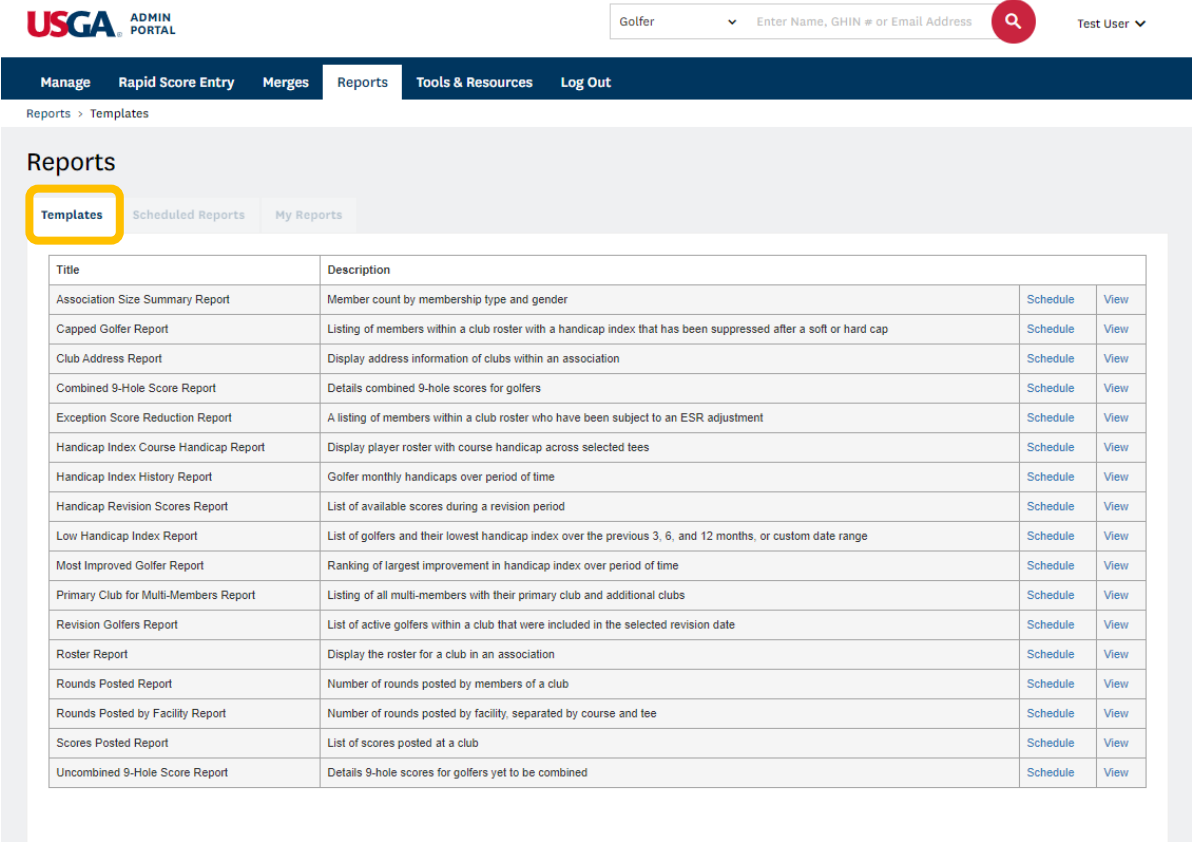 USGA® ADMIN PORTAL
Golfer Enter Name, GHIN # or Email Address Test User
Manage Rapid Score Entry Merges Reports Tools & Resources Log Out
Reports > Templates
Reports
Templates Scheduled Reports My Reports
Title Description
Association Size Summary Report Member count by membership type and gender Schedule View
Capped Golfer Report Listing of members within a club roster with a handicap index that has been suppressed after a soft or hard cap Schedule View
Club Address Report Display address information of clubs within an association Schedule View
Combined 9-Hole Score Report Details combined 9-hole scores for golfers Schedule View
Exception Score Reduction Report A listing of members within a club roster who have been subject to an ESR adjustment Schedule View
Handicap Index Course Handicap Report Display player roster with course handicap across selected tees Schedule View
Handicap Index History Report Golfer monthly handicaps over period of time Schedule View
Handicap Revision Scores Report List of available scores during a revision period Schedule View
Low Handicap Index Report List of golfers and their lowest handicap index over the previous 3, 6, and 12 months, or custom date range Schedule View
Most Improved Golfer Report Ranking of largest improvement in handicap index over period of time Schedule View
Primary Club for Multi-Members Report Listing of all multi-members with their primary club and additional clubs Schedule View
Revision Golfers Report List of active golfers within a club that were included in the selected revision date Schedule View
Roster Report Display the roster for a club in an association Schedule View
Rounds Posted Report Number of rounds posted by members of a club Schedule View
Rounds Posted by Facility Report Number of rounds posted by facility, separated by course and tee Schedule View
Scores Posted Report List of scores posted at a club Schedule View
Uncombined 9-Hole Score Report Details 9-hole scores for golfers yet to be combined Schedule View